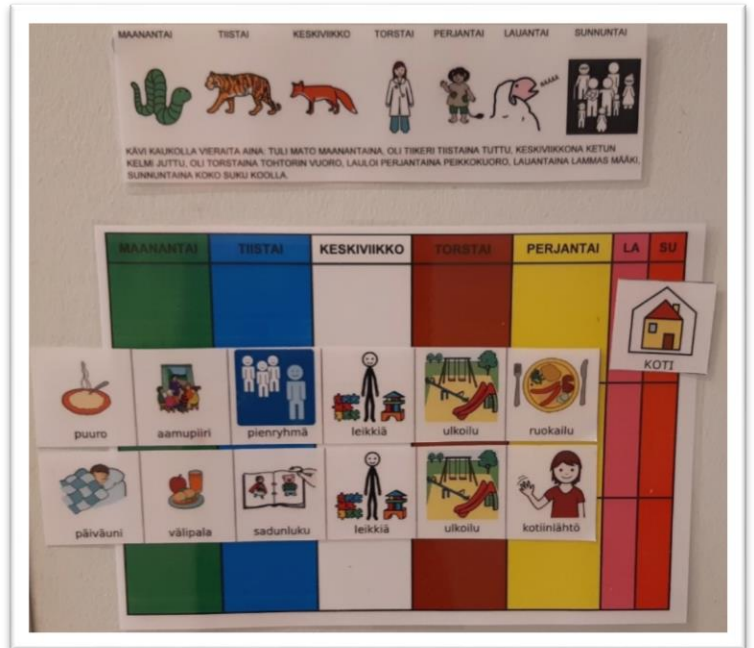 MAANANTAI TIISTAI KESKIVIIKKO TORSTAI PERJANTAI LAUANTAI SUNNUNTAI
ÄÄÄÄÄ
KÄVI KAUKOLLA VIERAITA AINA; TULI MATO MAANANTAINA, OLI TIIKERI TIISTAINA TUTTU, KESKIVIIKKONA KETUN
KELMI JUTTU, OLI TORSTAINA TOHTORIN VUORO, LAULOI PERJANTAINA PEIKKOKUORO, LAUANTAINA LAMMAS MÄÄKI,
SUNNUNTAINA KOKO SUKU KOOLLA.
MAANANTAI TIISTAI KESKIVIIKKO TORSTAI PERJANTAI LA SU
KOTI
puuro aamupiiri pienryhmä leikkiä ulkoilu ruokailu
päiväuni välipala sadunluku leikkiä ulkoilu kotiinlähtö